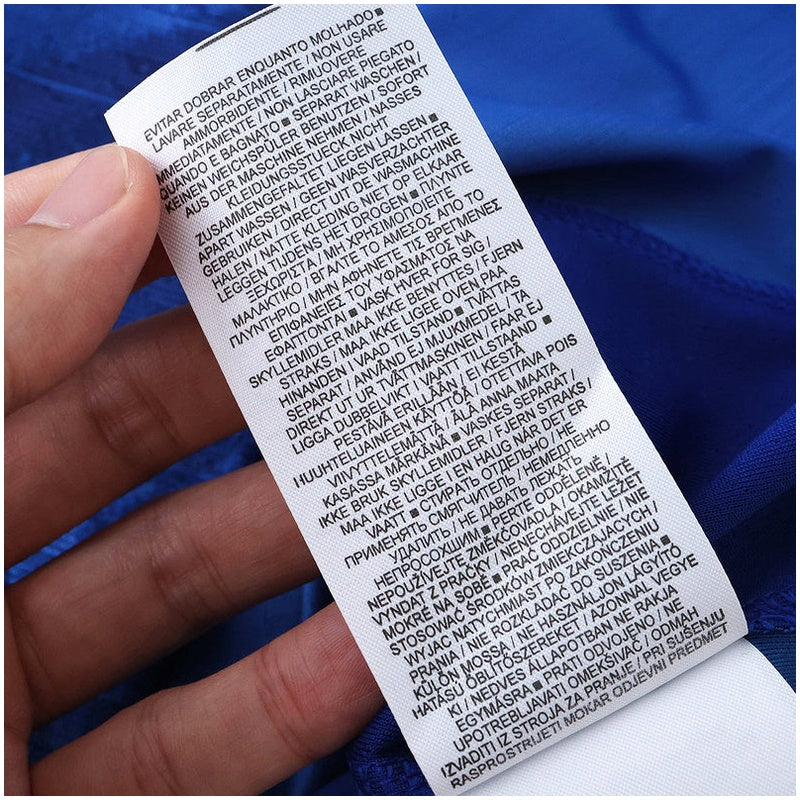 EVITAR DOBRAR ENQUANTO MOLHADO ■
LAVARE SEPARATAMENTE / NON USARE
AMMORBIDENTE / RIMUOVERE
IMMEDIATAMENTE / NON LASCIARE PIEGATO
QUANDO E BAGNATO ■ SEPARAT WASCHEN /
KEINEN WECHSPÜLER BENUTZEN / SOFORT
AUS DER MASCHINE NEHMEN / NASSES
KLEIDUNGSSTUECK NICHT
ZUSAMMENGEFALTET LIEGEN LASSEN ■
APART WASSEN / GEEN WASVERZACHTER
GEBRUIKEN / DIRECT UIT DE WASMACHINE
HALEN / NATTE KLEDING NIET OP ELKAAR
LEGGEN TIJDENS HET DROGEN ■ ΠΛΥΝΤΕ
ΞΕΧΩΡΙΣΤΑ / ΜΗ ΧΡΗΣΙΜΟΠΟΙΕΙΤΕ
ΜΑΛΑΚΤΙΚΟ / ΒΓΑΛΤΕ ΤΟ ΑΜΕΣΩΣ ΑΠΟ ΤΟ
ΠΛΥΝΤΗΡΙΟ / ΜΗΝ ΑΦΗΝΕΤΕ ΤΙΣ ΒΡΕΓΜΕΝΕΣ
ΕΠΙΦΑΝΕΙΕΣ ΤΟΥ ΥΦΑΣΜΑΤΟΣ ΝΑ
ΕΦΑΠΤΟΝΤΑΙ ■ VASK HVER FOR SIG /
SKYLLEMIDLER MAA IKKE BENYTTES / FJERN
STRAKS / MAA IKKE LIGGE OVEN PAA
HINANDEN / VAAD TILSTAND ■ TVÄTTAS
SEPARAT / ANVÄND EJ MJUKMEDEL / TA
DIREKT UT UR TVÄTTMASKINEN / FAAR EJ
LIGGA DUBBELVIKT / VAATT TILLSTAAND ■
PESTÄVÄ ERILLÄÄN / EI KESTÄ
HUUHTELUAINEEN KÄYTTÖÄ / OTETTAVA POIS
VIIVYTTELEMÄTTÄ / ÄLÄ ANNA MAATA
KASASSA MÄRKÄNÄ ■ VASKES SEPARAT /
IKKE BRUK SKYLLEMIDLER / FJERN STRAKS /
MAA IKKE LIGGE I EN HAUG NÅR DET ER
VAATT ■ СТИРАТЬ ОТДЕЛЬНО / НЕ
ПРИМЕНЯТЬ СМЯГЧИТЕЛЬ / НЕМЕДЛЕННО
УДАЛИТЬ / НЕ ДАВАТЬ ЛЕЖАТЬ
НЕПРОСОХШИМ ■ PERTE ODDĚLENĚ /
NEPOUŽÍVEJTE ZMĚKČOVADLA / OKAMŽITĚ
VYNDAT Z PRAČKY / NENECHÁVEJTE LEŽET
MOKRÉ NA SOBĚ ■ PRAĆ ODDZIELNIE / NIE
STOSOWAĆ ŚRODKÓW ZMIEKCZAJACYCH /
WYJĄĆ NATYCHMIAST PO ZAKOŃCZENIU
PRANIA / NIE ROZKLADAĆ DO SUSZENIA ■
KÜLÖN MOSSA / NE HASZNÁLJON LÁGYÍTÓ
HATÁSÚ ÖBLÍTŐSZEREKET / AZONNAL VEGYE
KI / NEDVES ÁLLAPOTBAN NE RAKJA
EGYMÁSRA ■ PRATI ODVOJENO / NE
UPOTREBLJAVATI OMEKŠIVAČ / ODMAH
IZVADITI IZ STROJA ZA PRANJE / PRI SUŠENJU
RASPROSTRIJETI MOKAR ODJEVNI PREDMET